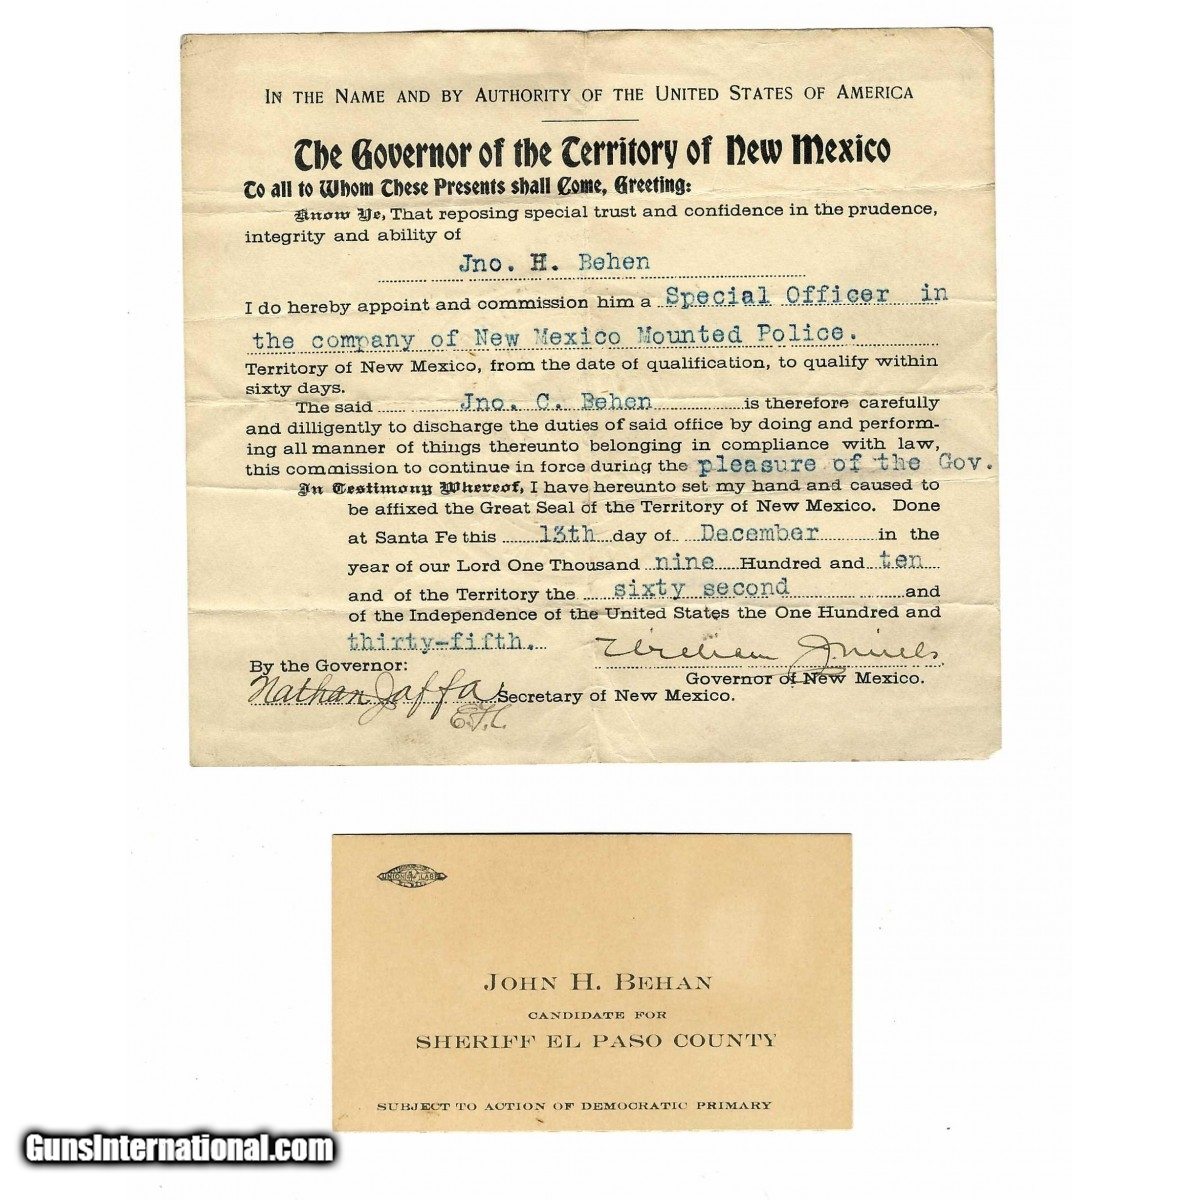 IN THE NAME AND BY AUTHORITY OF THE UNITED STATES OF AMERICA
The Governor of the Territory of New Mexico
To all to Whom These Presents shall Come, Greeting:
Know Ye, That reposing special trust and confidence in the prudence,
integrity and ability of
Jno. H. Behen
I do hereby appoint and commission him a Special Officer in
the company of New Mexico Mounted Police.
Territory of New Mexico, from the date of qualification, to qualify within
sixty days.
The said Jno. C. Behen is therefore carefully
and dilligently to discharge the duties of said office by doing and perform-
ing all manner of things thereunto belonging in compliance with law,
this commission to continue in force during the pleasure of the Gov.
In Testimony Whereof, I have hereunto set my hand and caused to
be affixed the Great Seal of the Territory of New Mexico. Done
at Santa Fe this 13th day of December in the
year of our Lord One Thousand nine Hundred and ten
and of the Territory the sixty second and
of the Independence of the United States the One Hundred and
thirty-fifth.
William J Mills
By the Governor:
Governor of New Mexico.
Nathan Jaffa Secretary of New Mexico.
UNION LABEL
JOHN H. BEHAN
CANDIDATE FOR
SHERIFF EL PASO COUNTY
SUBJECT TO ACTION OF DEMOCRATIC PRIMARY
GunsInternational.com